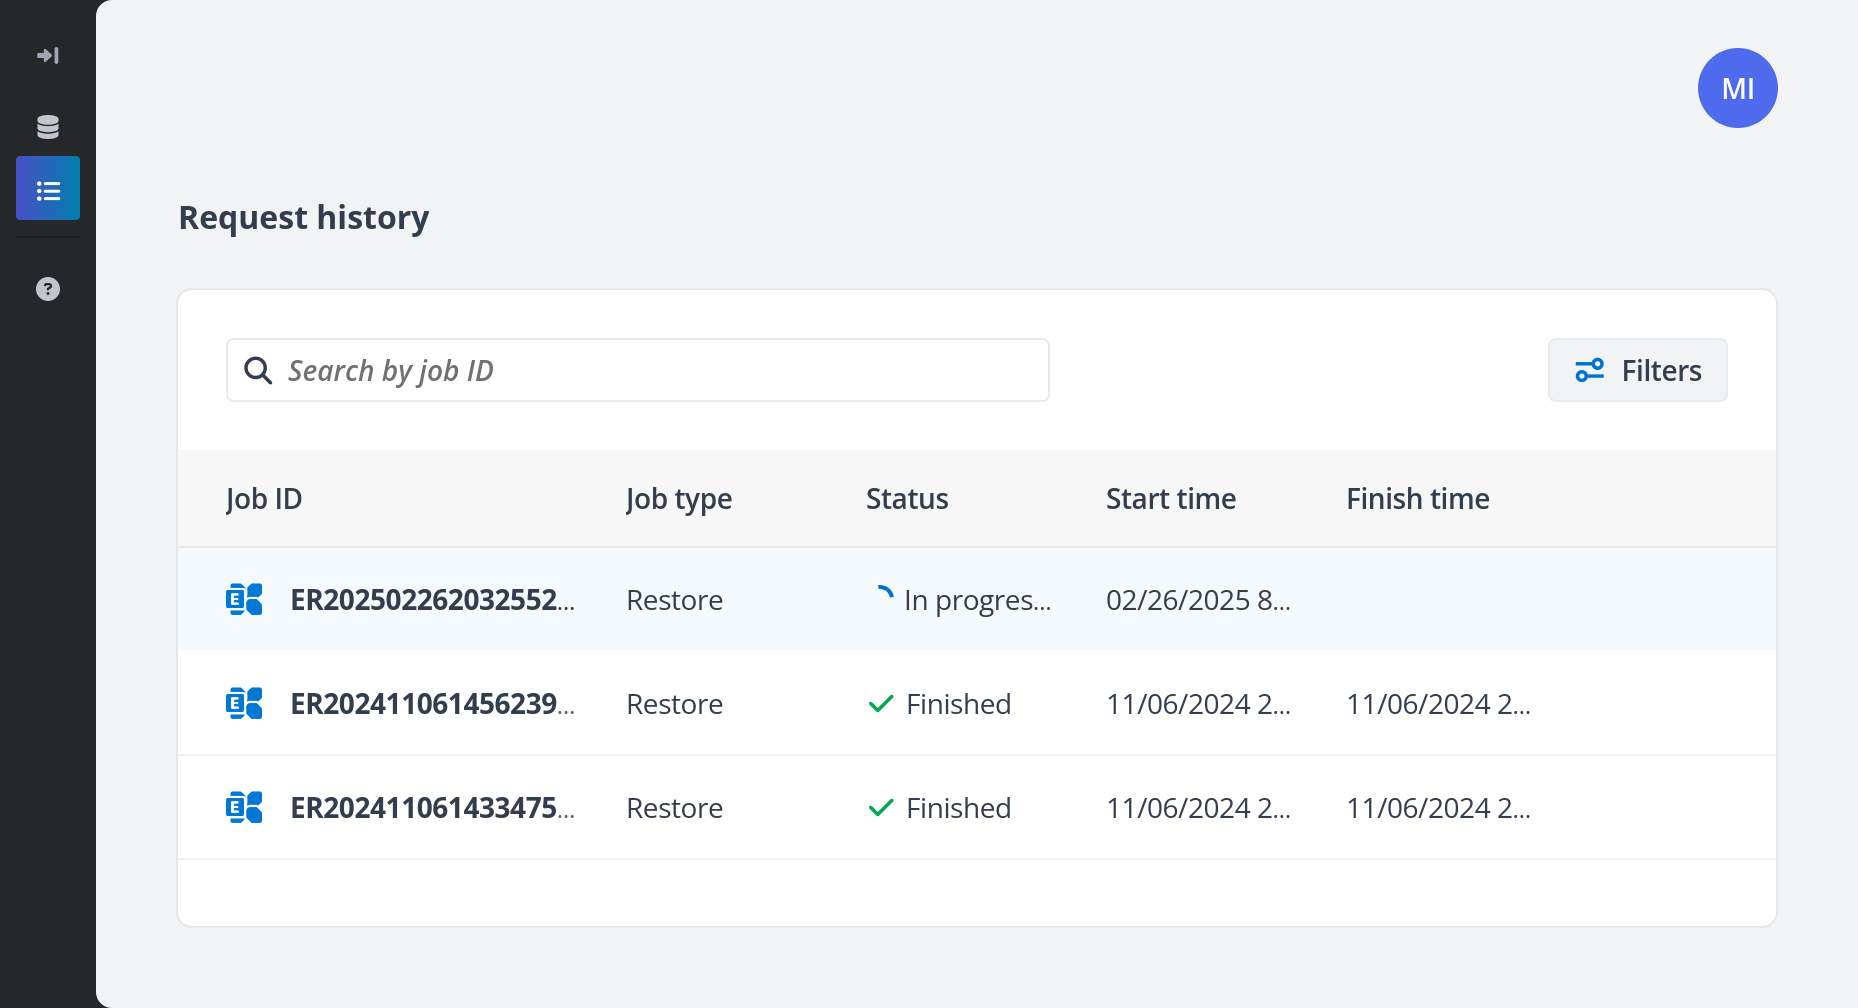 MI
Request history
Search by job ID
Filters
Job ID Job type Status Start time Finish time
E ER202502262032552... Restore In progres... 02/26/2025 8...
E ER202411061456239... Restore Finished 11/06/2024 2... 11/06/2024 2...
E ER202411061433475... Restore Finished 11/06/2024 2... 11/06/2024 2...